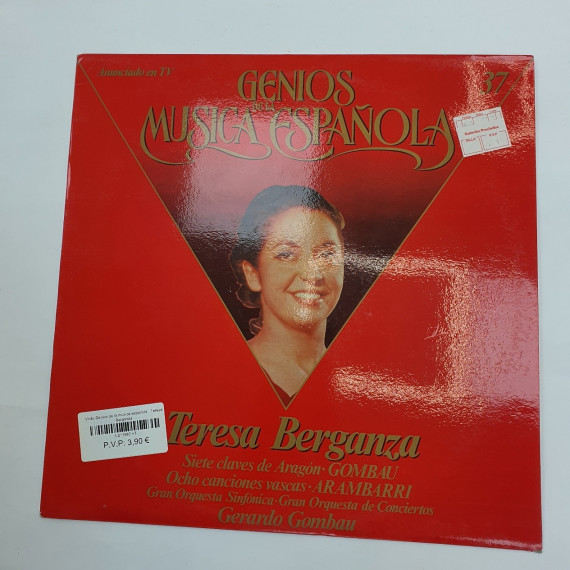 Anunciado en TV
37
GENIOS
DE LA
MUSICA ESPAÑOLA
Teresa Berganza
Siete claves de Aragón · GOMBAU
Ocho canciones vascas · ARAMBARRI
Gran Orquesta Sinfónica · Gran Orquesta de Conciertos
Gerardo Gombau
P.V.P: 3,90 €